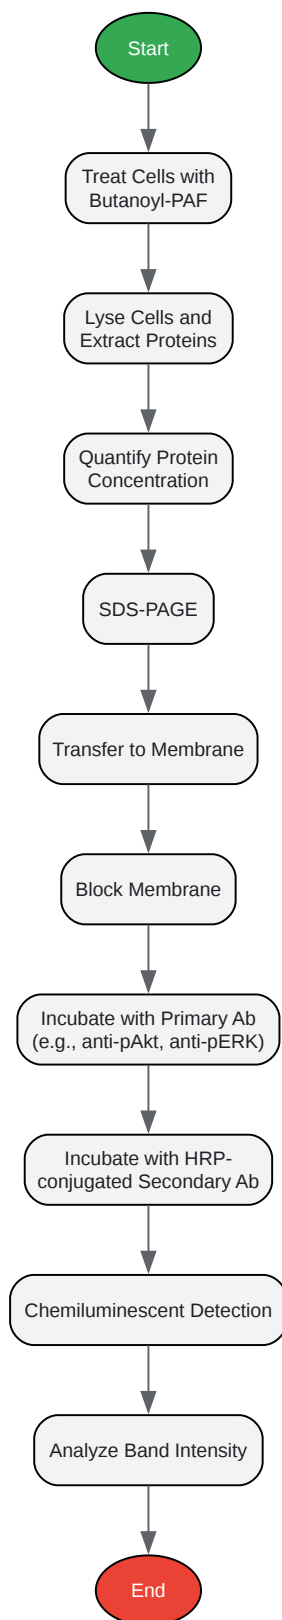 Start
Treat Cells with
Butanoyl-PAF
Lyse Cells and
Extract Proteins
Quantify Protein
Concentration
SDS-PAGE
Transfer to Membrane
Block Membrane
Incubate with Primary Ab
(e.g., anti-pAkt, anti-pERK)
Incubate with HRP-
conjugated Secondary Ab
Chemiluminescent Detection
Analyze Band Intensity
End